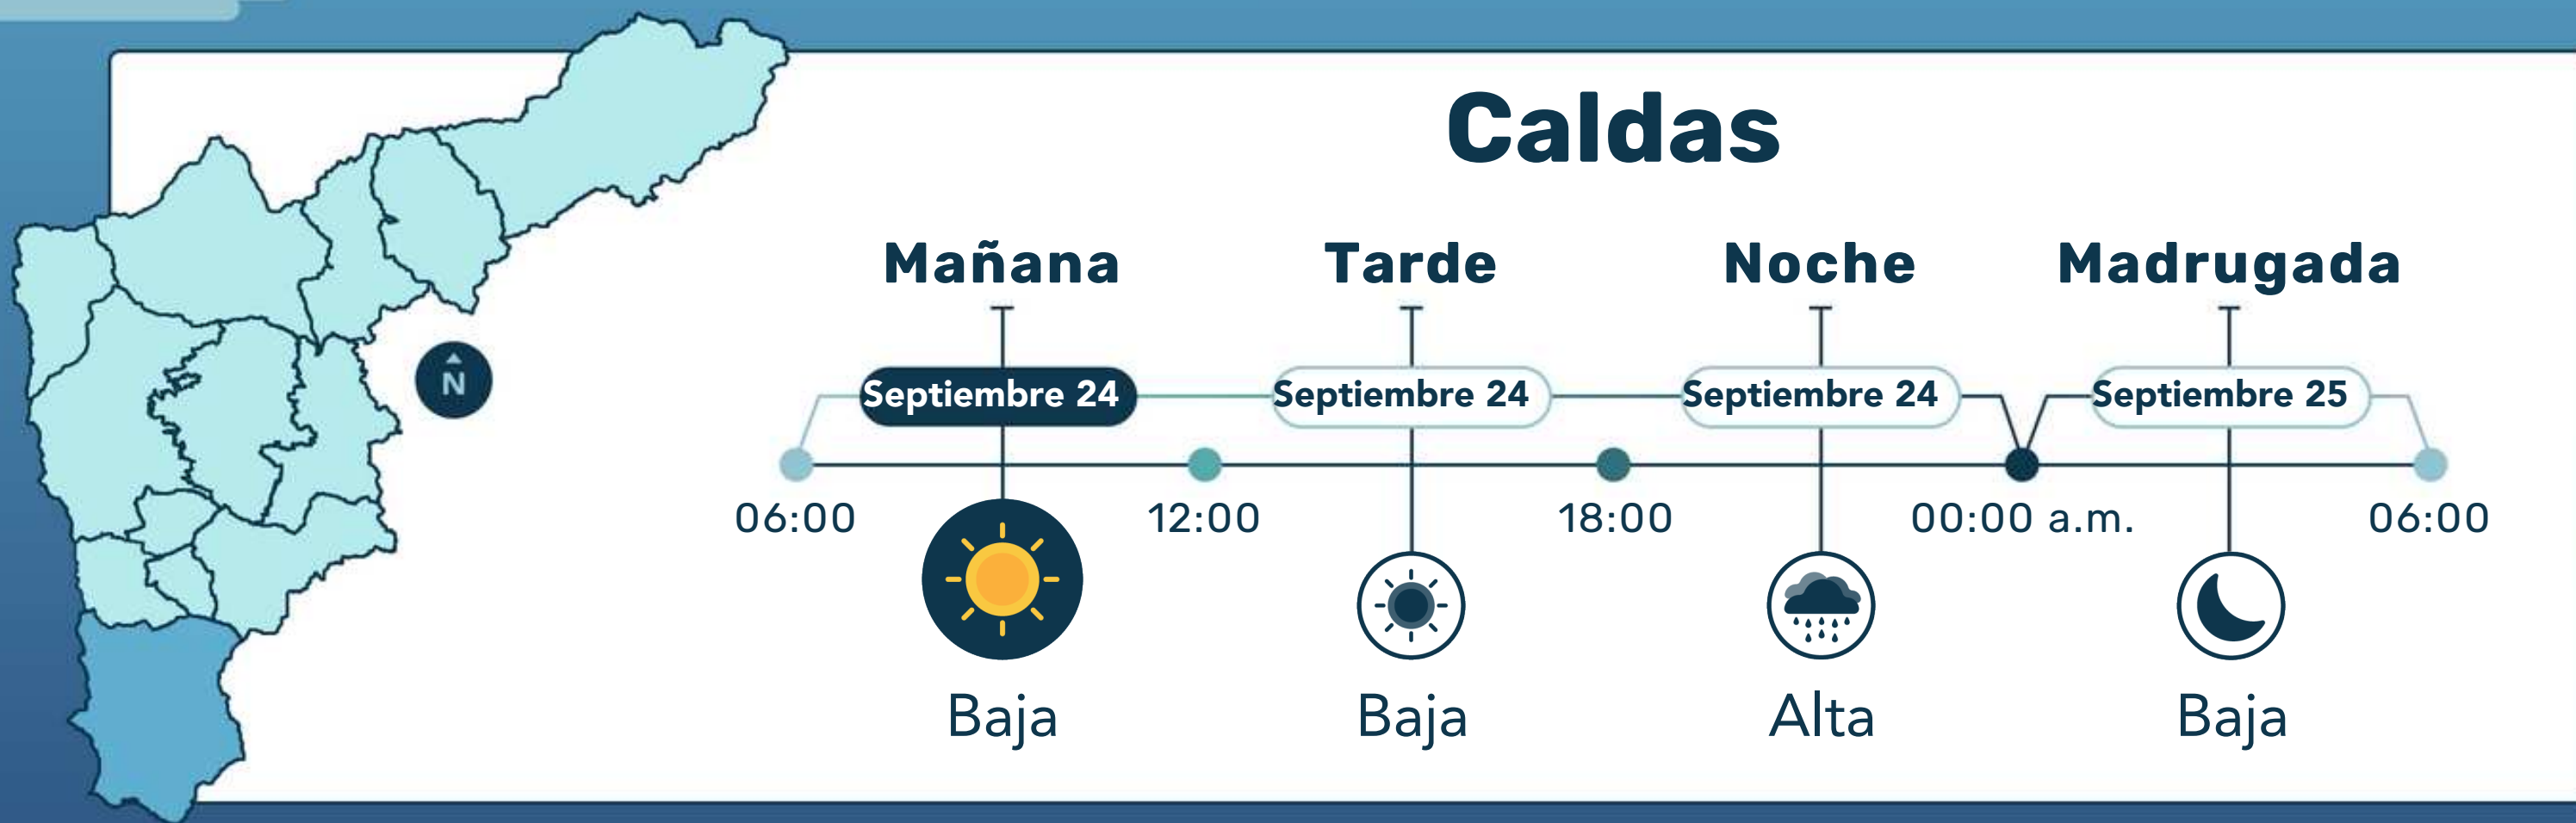 Caldas
Mañana Tarde Noche Madrugada
N
Septiembre 24 Septiembre 24 Septiembre 24 Septiembre 25
06:00 12:00 18:00 00:00 a.m. 06:00
Baja Baja Alta Baja